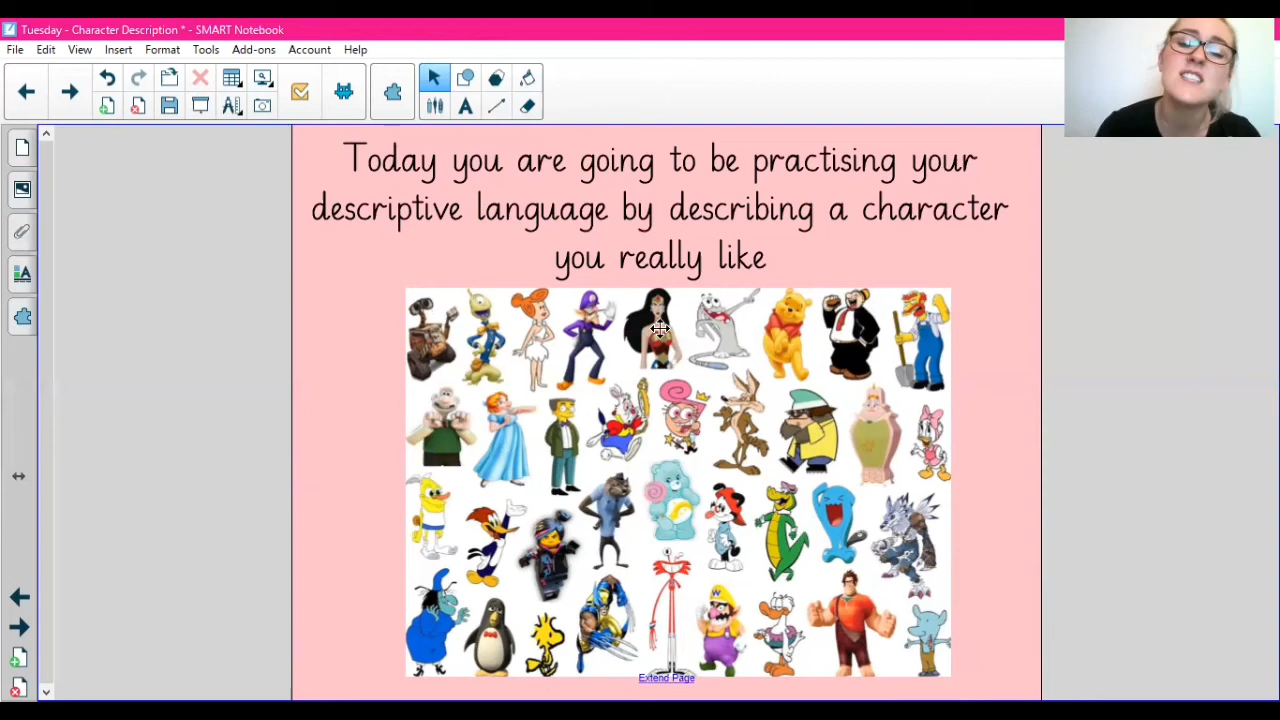 Tuesday - Character Description * - SMART Notebook
File Edit View Insert Format Tools Add-ons Account Help
Today you are going to be practising your
descriptive language by describing a character
you really like
Extend Page